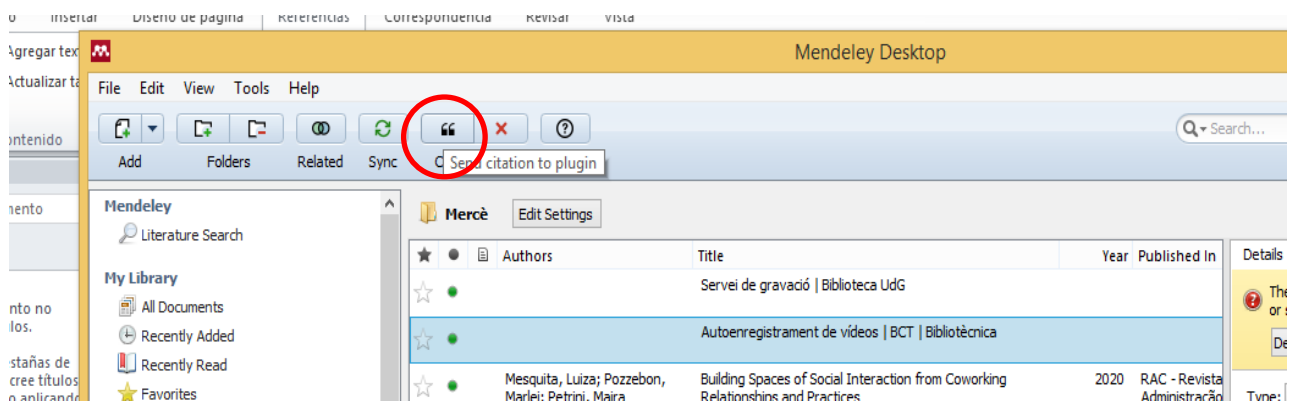 Insertar Diseño de página Referencias Correspondencia Revisar Vista
Agregar tex
Mendeley Desktop
Actualizar ta
File Edit View Tools Help
ontenido
Search...
Add Folders Related Sync C
Send citation to plugin
mento
Mendeley
Literature Search
Mercè Edit Settings
Authors Title Year Published In Details
My Library
Servei de gravació | Biblioteca UdG
The
or s
All Documents
nto no
los.
Recently Added
Autoenregistrament de vídeos | BCT | Bibliotècnica
De
stañas de
Recently Read
cree títulos
Mesquita, Luiza; Pozzebon, Building Spaces of Social Interaction from Coworking 2020 RAC - Revista
Favorites
o aplicando
Marlei; Petrini, Maira Relationships and Practices Administração Type: